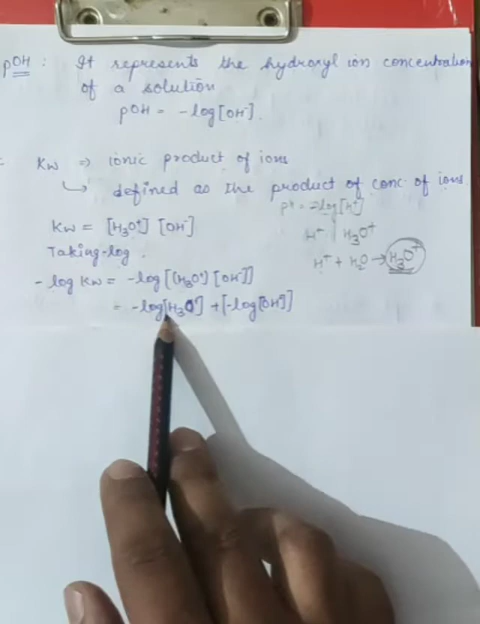 pOH : It represents the hydroxyl ion concentration
of a solution
pOH = -log[OH⁻].
Kw ⇒ ionic product of ions
↳ defined as the product of conc of ions
Kw = [H₃O⁺] [OH⁻]
Taking log.
-log Kw = -log[(H₃O⁺) [OH⁻]]
= -log[H₃O⁺] + [-log[OH⁻]]
pH = -log[H⁺]
H⁺ | H₃O⁺
H⁺ + H₂O → H₃O⁺